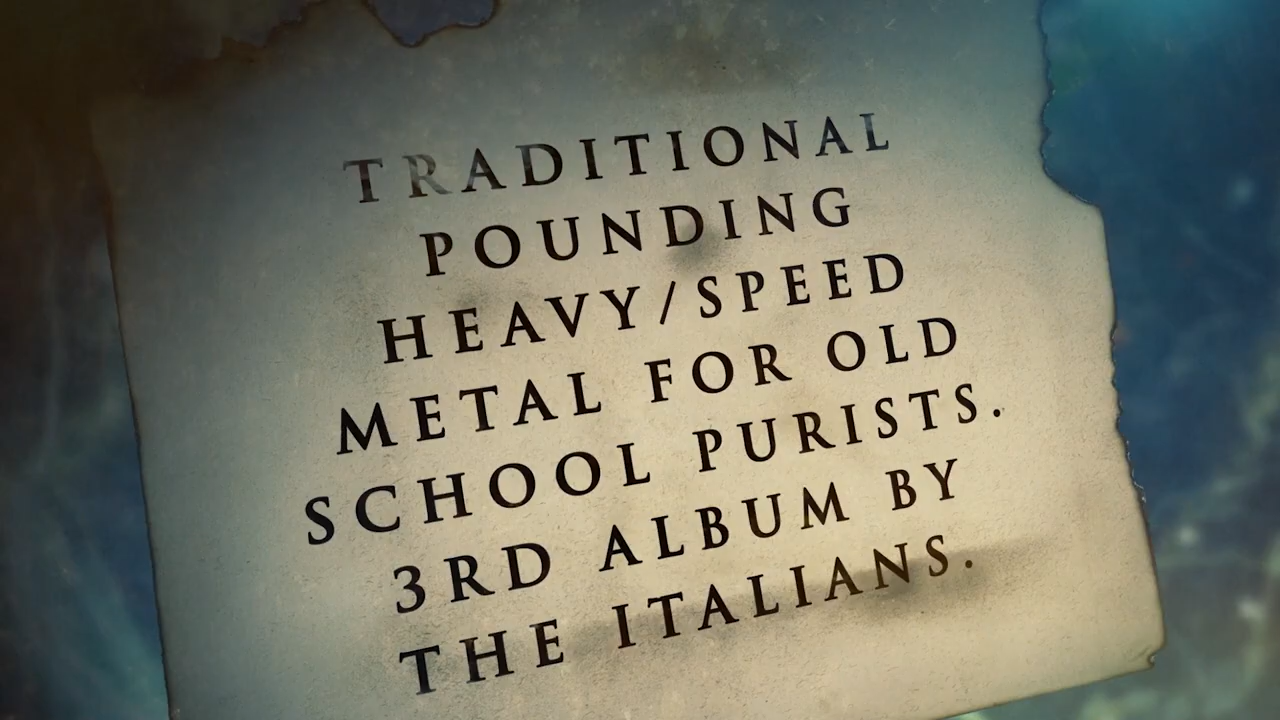 TRADITIONAL
POUNDING
HEAVY/SPEED
METAL FOR OLD
SCHOOL PURISTS.
3RD ALBUM BY
THE ITALIANS.